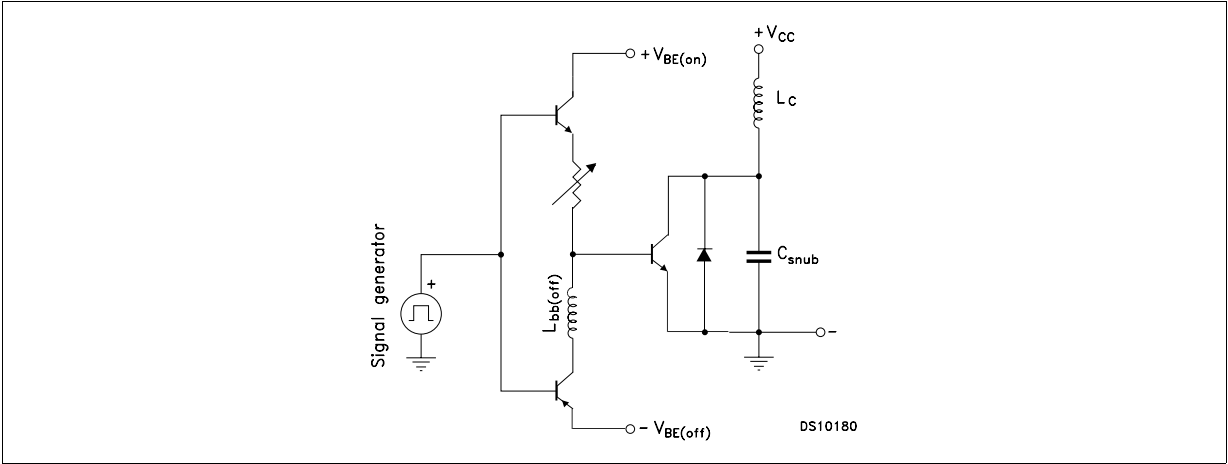 + V_BE(on)
+V_CC
L_C
Signal generator
+
L_bb(off)
C_snub
-
- V_BE(off)
DS10180